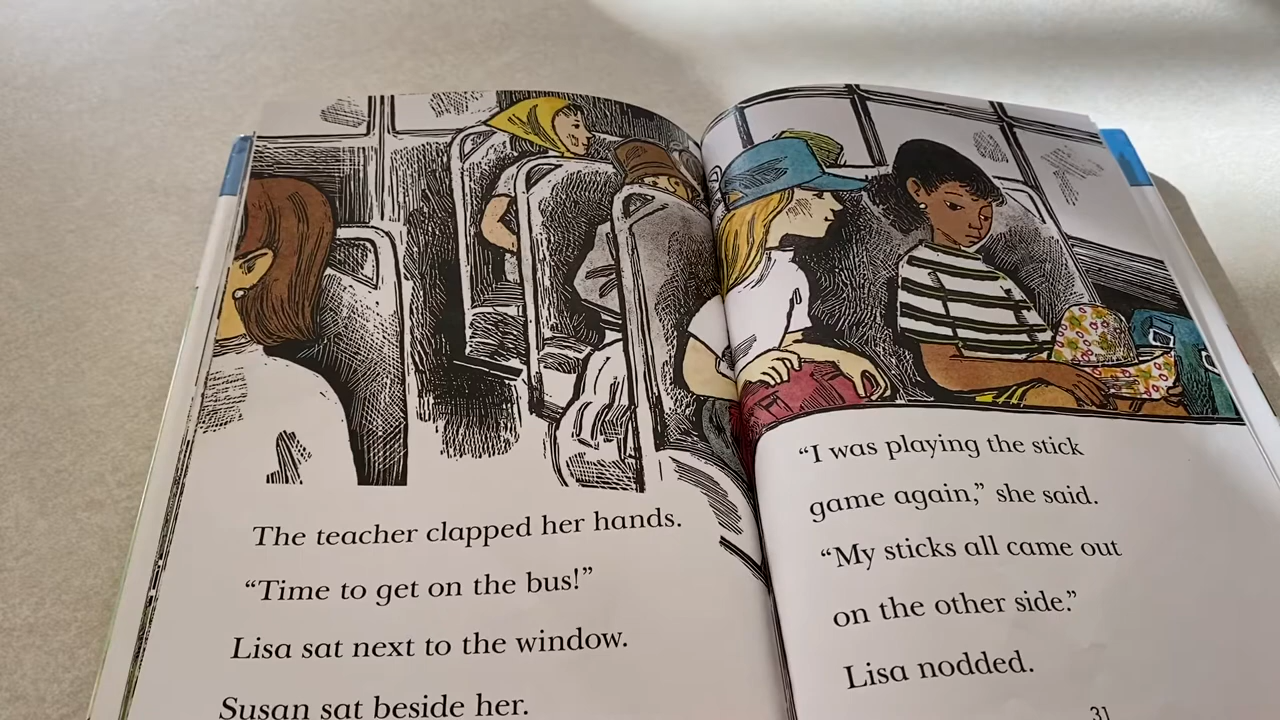 The teacher clapped her hands.
“Time to get on the bus!”
Lisa sat next to the window.
Susan sat beside her.
“I was playing the stick
game again,” she said.
“My sticks all came out
on the other side.”
Lisa nodded.
31